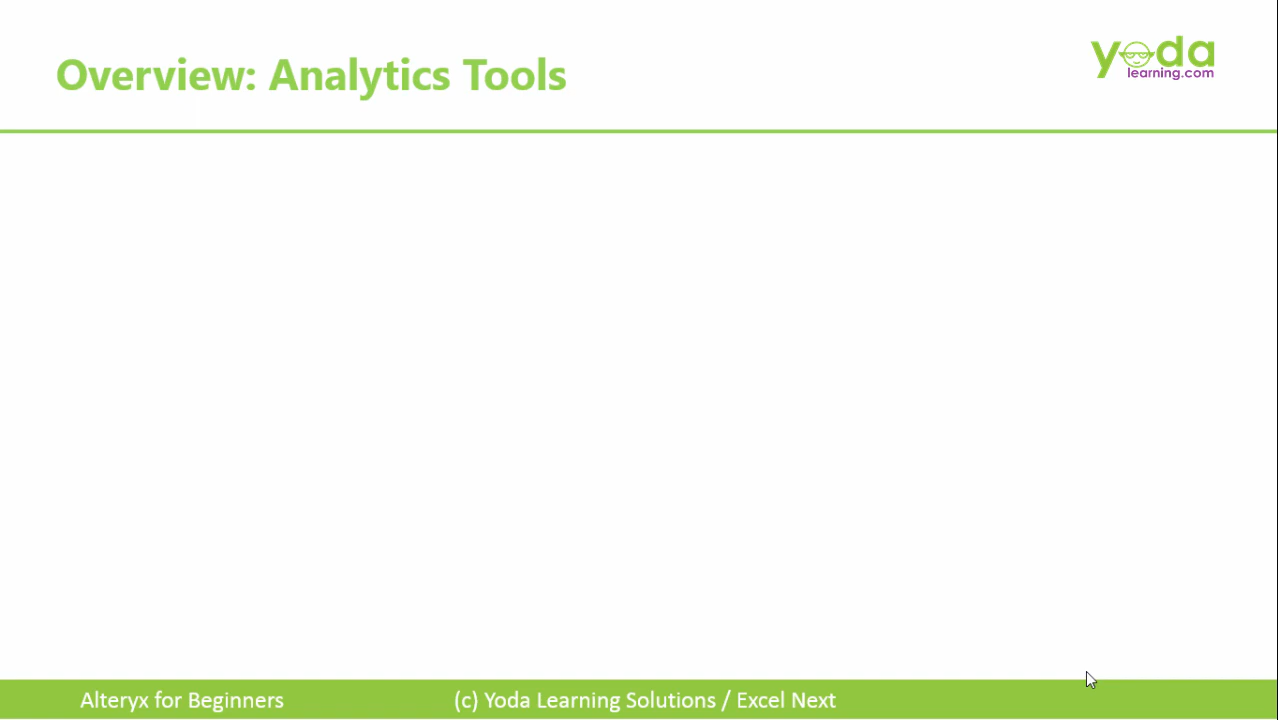 Overview: Analytics Tools
yoda
learning.com
Alteryx for Beginners
(c) Yoda Learning Solutions / Excel Next